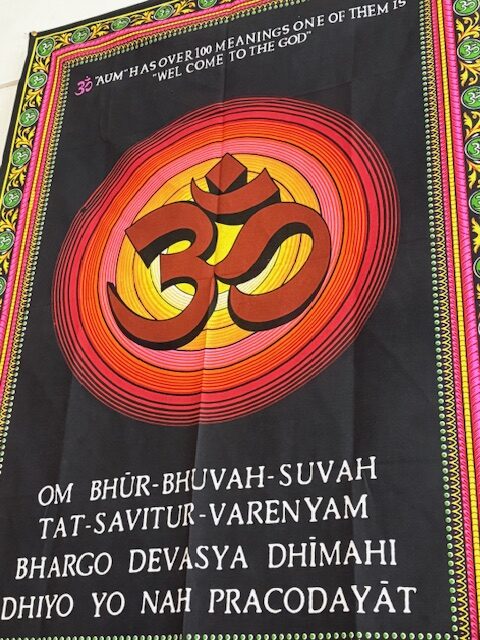 ॐ "AUM" HAS OVER 100 MEANINGS ONE OF THEM IS
"WEL COME TO THE GOD"
ॐ
OM BHŪR-BHUVAH-SUVAH
TAT-SAVITUR-VARENYAM
BHARGO DEVASYA DHĪMAHI
DHIYO YO NAH PRACODAYĀT